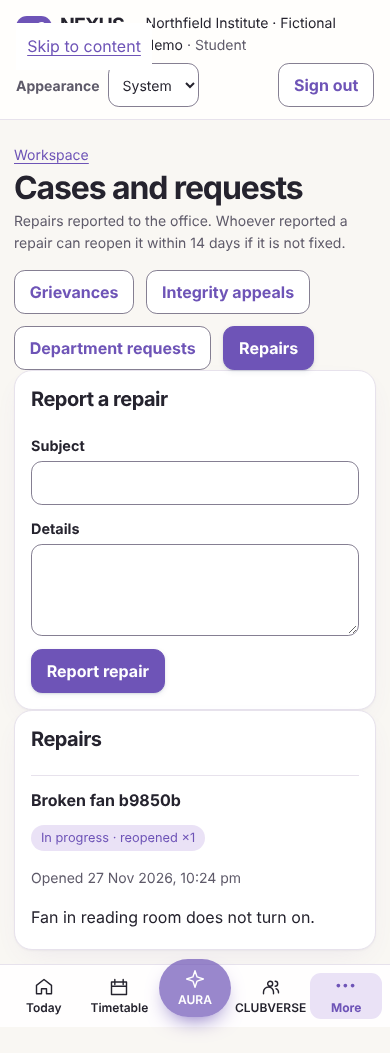 Northfield Institute · Fictional
Skip to content
demo · Student
Appearance
System
Sign out
Workspace
Cases and requests
Repairs reported to the office. Whoever reported a
repair can reopen it within 14 days if it is not fixed.
Grievances
Integrity appeals
Department requests
Repairs
Report a repair
Subject
Details
Report repair
Repairs
Broken fan b9850b
In progress · reopened ×1
Opened 27 Nov 2026, 10:24 pm
Fan in reading room does not turn on.
Today
Timetable
AURA
CLUBVERSE
More